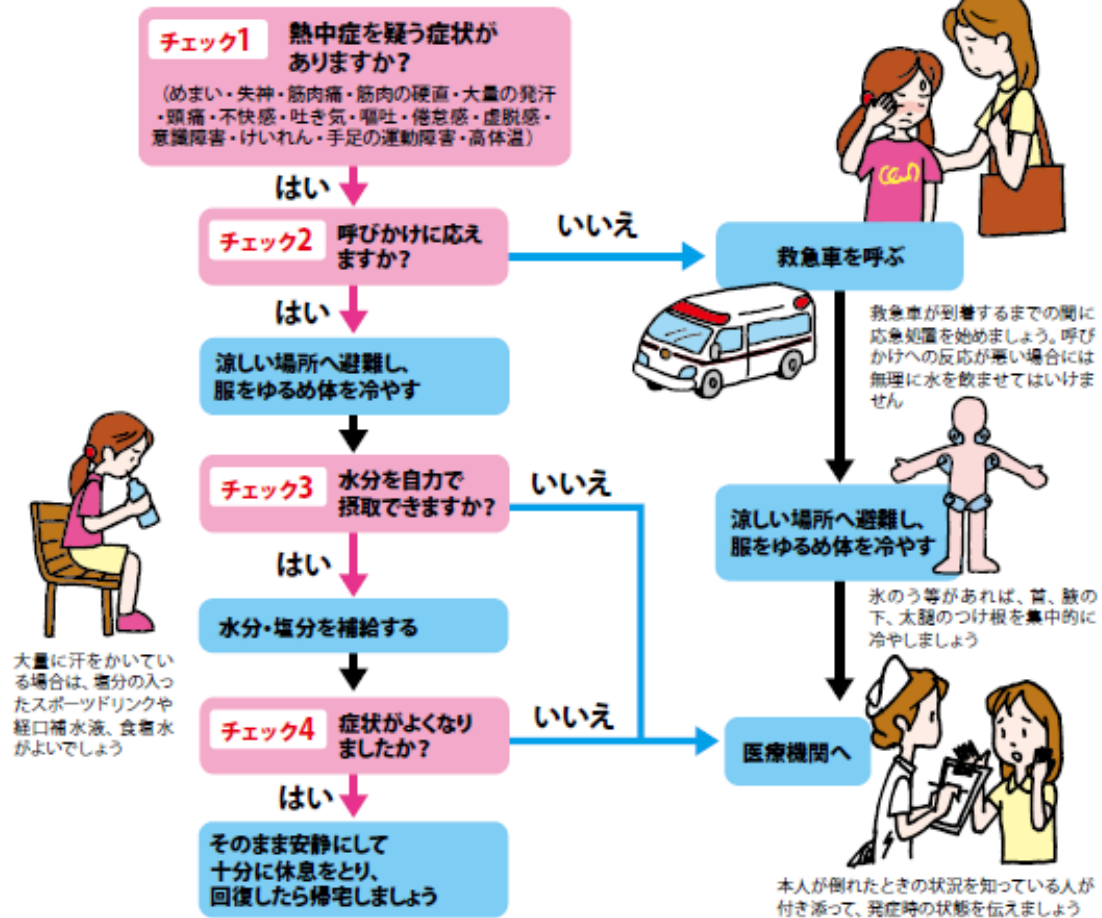 チェック1
熱中症を疑う症状が
ありますか?
（めまい・失神・筋肉痛・筋肉の硬直・大量の発汗
・頭痛・不快感・吐き気・嘔吐・倦怠感・虚脱感・
意識障害・けいれん・手足の運動障害・高体温）
はい
チェック2
呼びかけに応え
ますか?
いいえ
救急車を呼ぶ
救急車が到着するまでの間に
応急処置を始めましょう。呼び
かけへの反応が悪い場合には
無理に水を飲ませてはいけま
せん
はい
涼しい場所へ避難し、
服をゆるめ体を冷やす
チェック3
水分を自力で
摂取できますか?
いいえ
涼しい場所へ避難し、
服をゆるめ体を冷やす
氷のう等があれば、首、腋の
下、太腿のつけ根を集中的に
冷やしましょう
はい
水分・塩分を補給する
大量に汗をかいてい
る場合は、塩分の入っ
たスポーツドリンクや
経口補水液、食塩水
がよいでしょう
チェック4
症状がよくなり
ましたか?
いいえ
医療機関へ
はい
そのまま安静にして
十分に休息をとり、
回復したら帰宅しましょう
本人が倒れたときの状況を知っている人が
付き添って、発症時の状態を伝えましょう